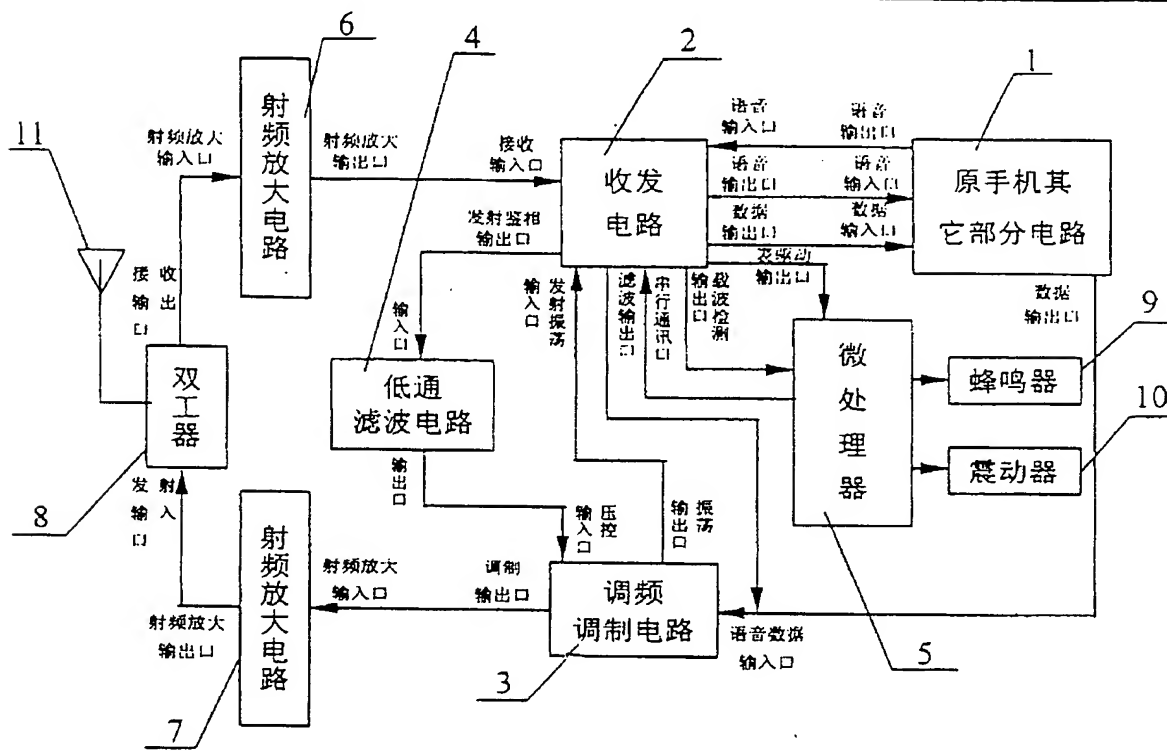 6
4
2
1
11
射频放大
输入口
射频放大电路
射频放大
输出口
接收
输入口
收发
电路
语音
输入口
语音
输出口
语音
输出口
语音
输入口
数据
输出口
数据
输入口
原手机其
它部分电路
发射鉴相
输出口
表驱动
输出口
数据
输出口
接收
输出口
输入口
发射振荡
输入口
滤波输出口
串行通讯口
载波检测
输出口
低通
滤波电路
微处理器
蜂鸣器
9
震动器
10
双工器
8
发射
输入口
输出口
压控
输入口
振荡
输出口
射频放大电路
射频放大
输入口
调制
输出口
调频
调制电路
语音数据
输入口
射频放大
输出口
7
3
5